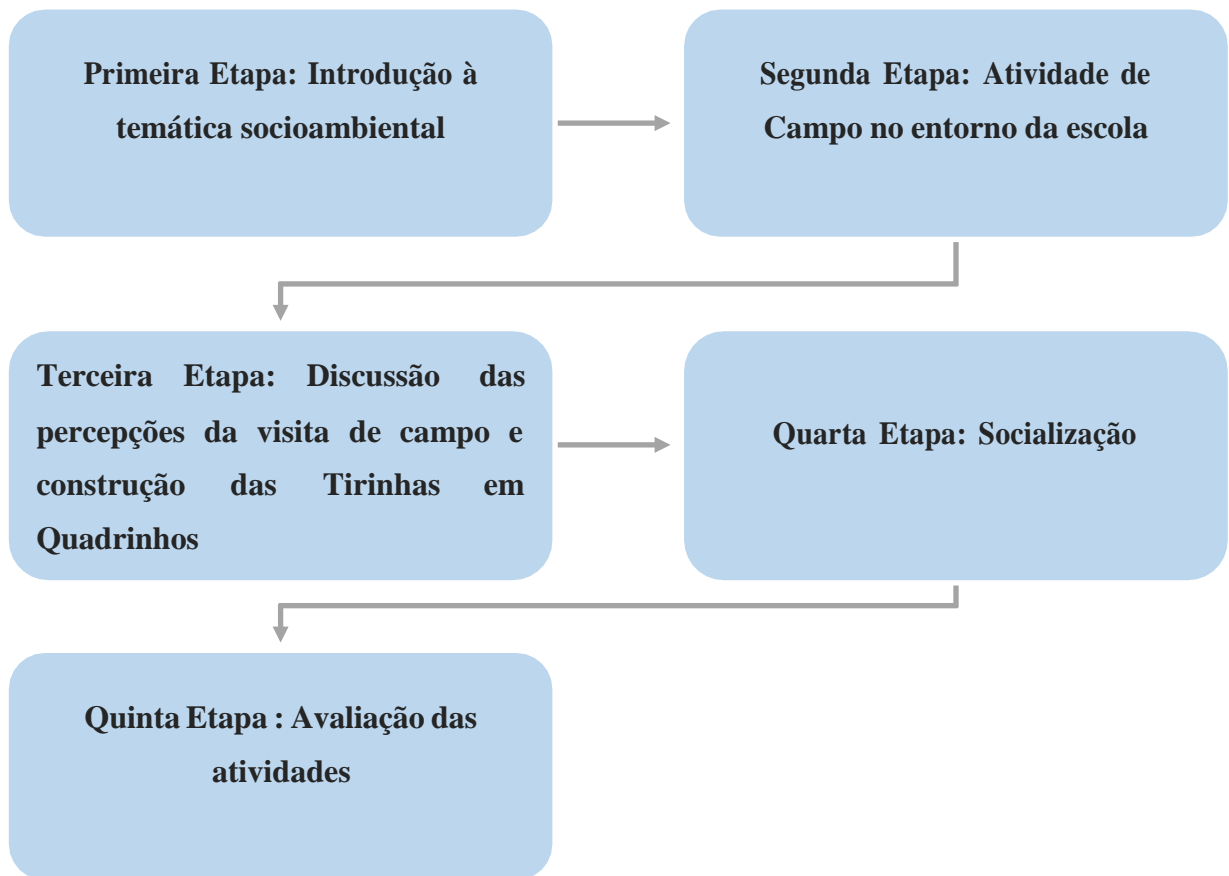 Primeira Etapa: Introdução à
temática socioambiental
Segunda Etapa: Atividade de
Campo no entorno da escola
Terceira Etapa: Discussão das
percepções da visita de campo e
construção das Tirinhas em
Quadrinhos
Quarta Etapa: Socialização
Quinta Etapa : Avaliação das
atividades